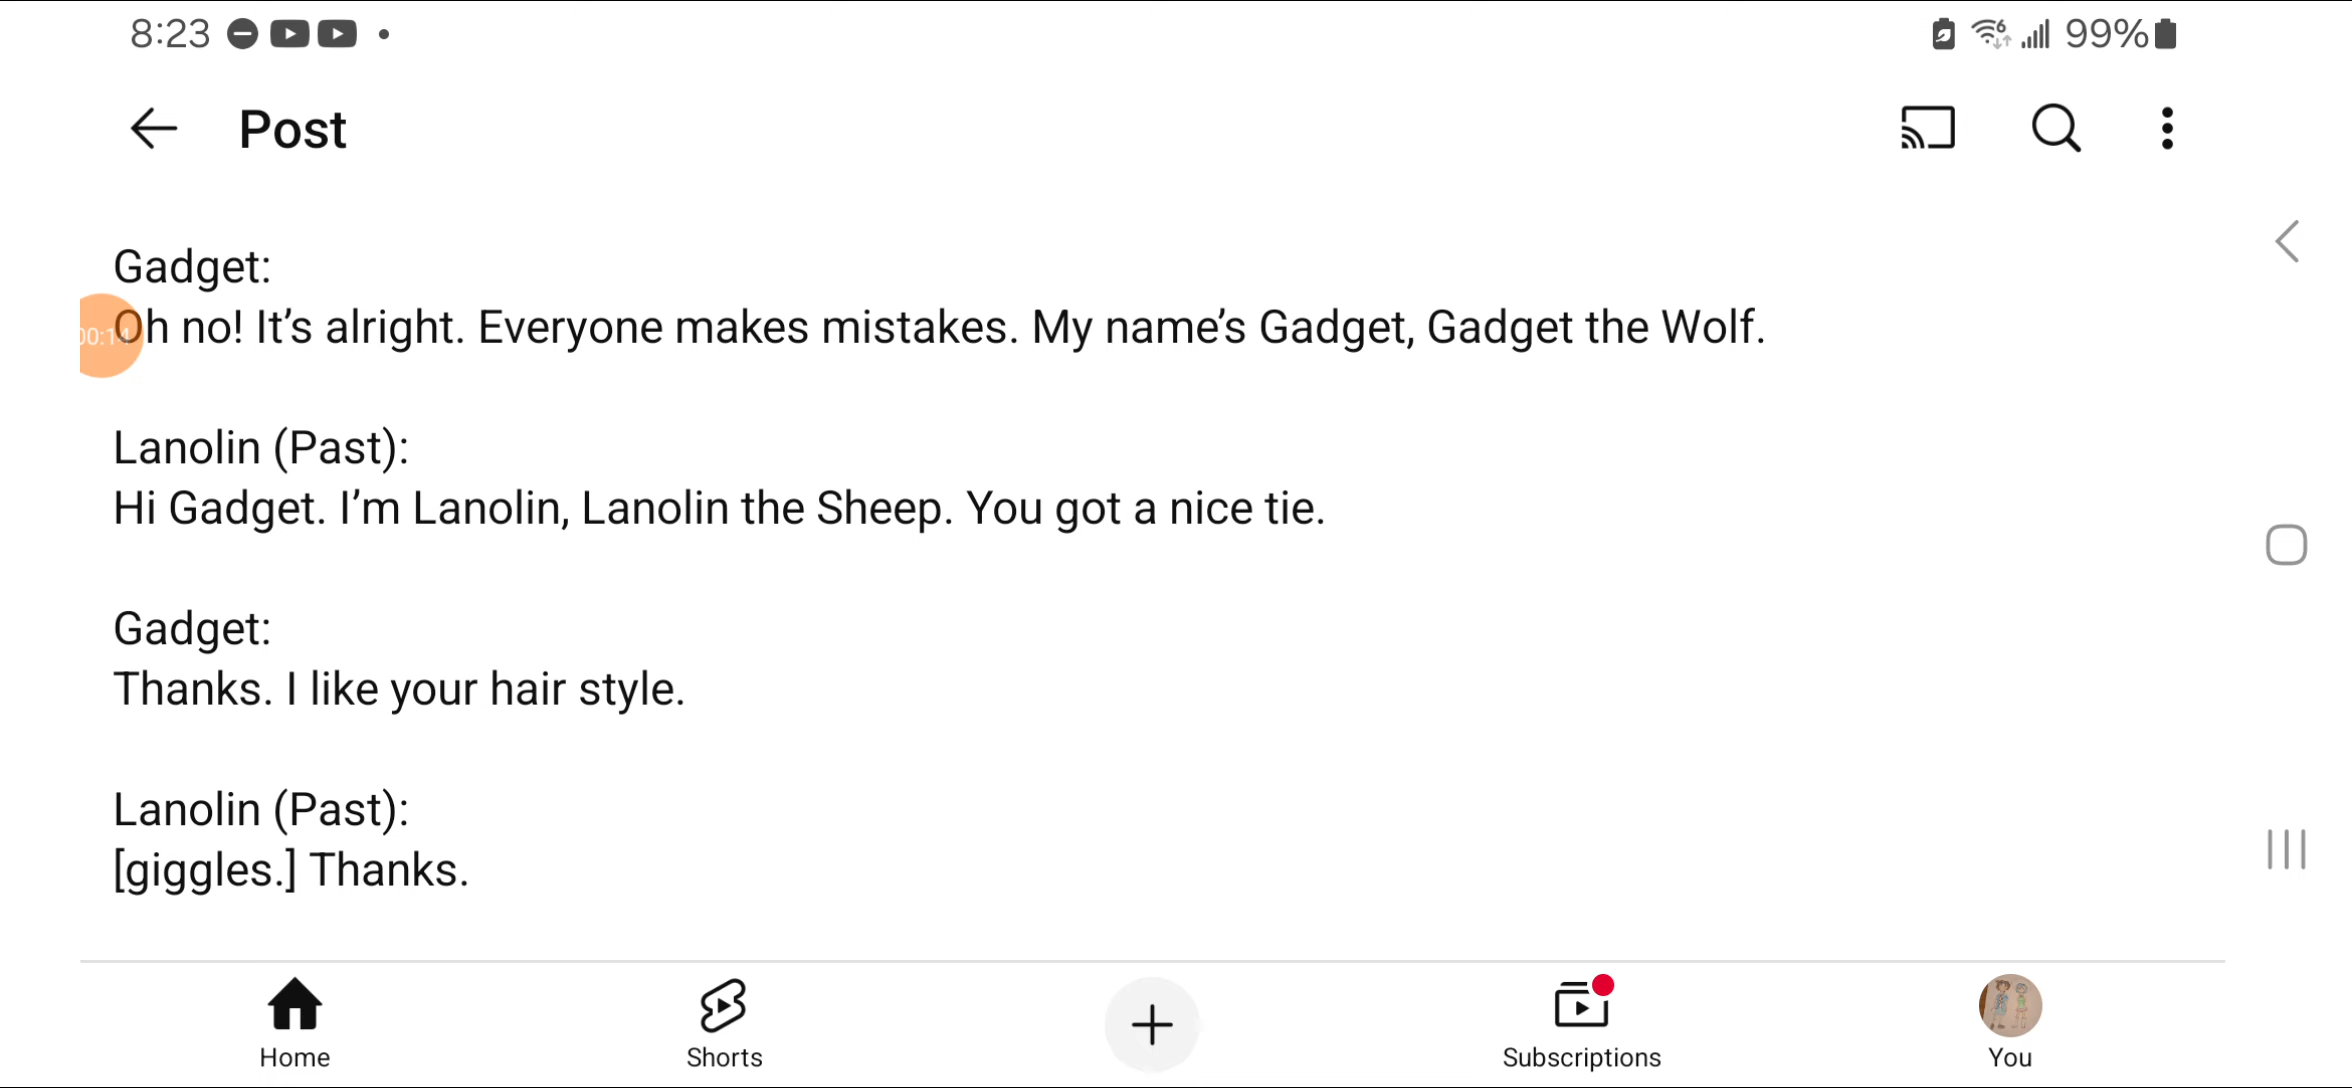 8:23
99%
Post
Gadget:
Oh no! It’s alright. Everyone makes mistakes. My name’s Gadget, Gadget the Wolf.
00:14
Lanolin (Past):
Hi Gadget. I’m Lanolin, Lanolin the Sheep. You got a nice tie.
Gadget:
Thanks. I like your hair style.
Lanolin (Past):
[giggles.] Thanks.
Home
Shorts
Subscriptions
You